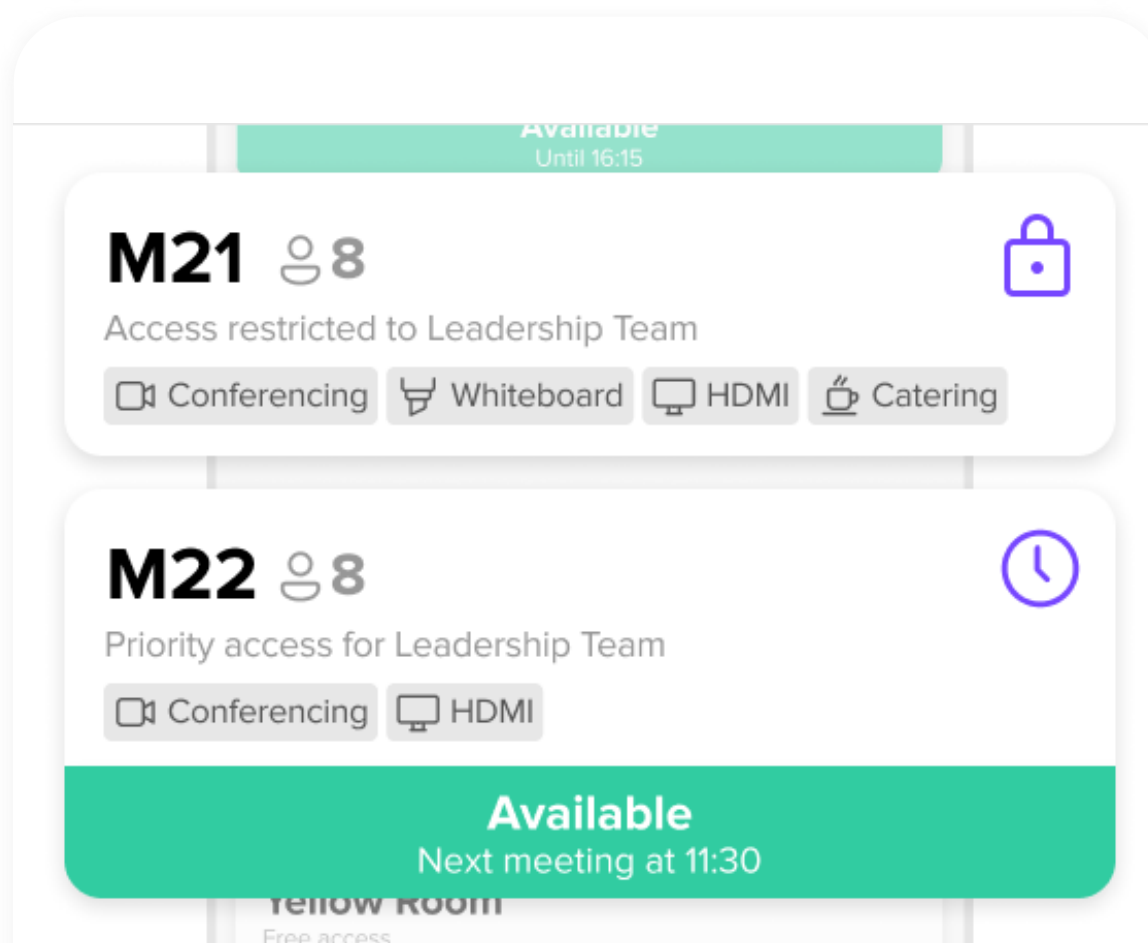 Available
Until 16:15
M21 8
Access restricted to Leadership Team
Conferencing Whiteboard HDMI Catering
M22 8
Priority access for Leadership Team
Conferencing HDMI
Available
Next meeting at 11:30
Yellow Room
Free access